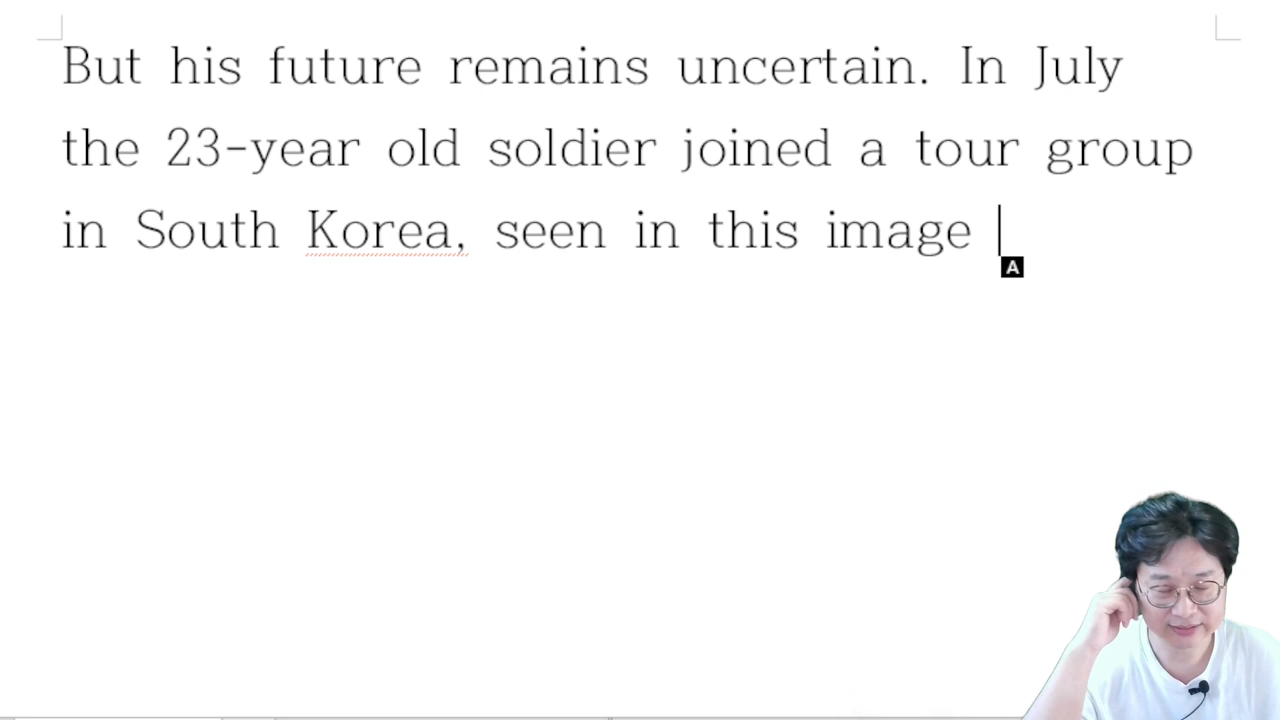 But his future remains uncertain. In July
the 23-year old soldier joined a tour group
in South Korea, seen in this image
A